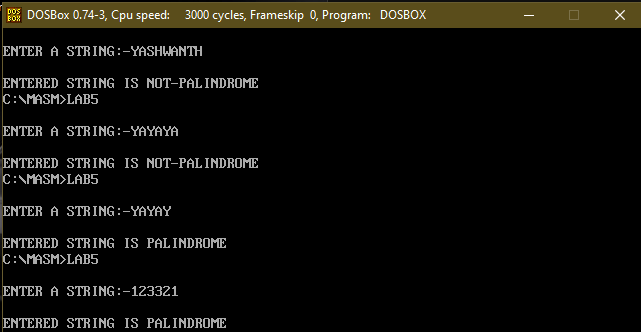 DOS
BOX
DOSBox 0.74-3, Cpu speed: 3000 cycles, Frameskip 0, Program: DOSBOX
ENTER A STRING:-YASHWANTH
ENTERED STRING IS NOT-PALINDROME
C:\MASM>LAB5
ENTER A STRING:-YAYAYA
ENTERED STRING IS NOT-PALINDROME
C:\MASM>LAB5
ENTER A STRING:-YAYAY
ENTERED STRING IS PALINDROME
C:\MASM>LAB5
ENTER A STRING:-123321
ENTERED STRING IS PALINDROME